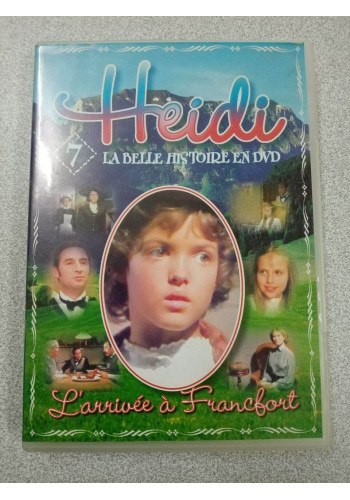 Heidi
7
LA BELLE HISTOIRE EN DVD
L'arrivée à Francfort